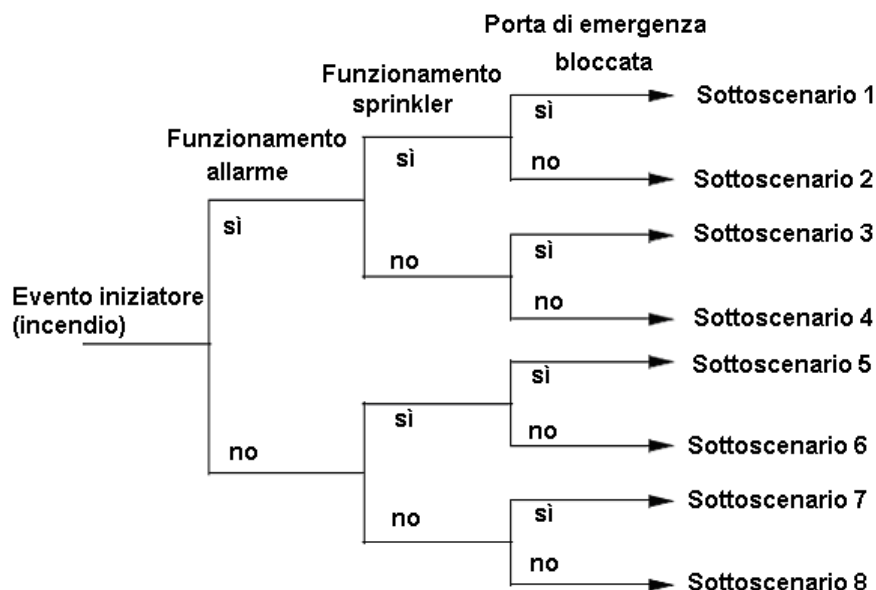 Porta di emergenza
bloccata
Funzionamento
sprinkler
Funzionamento
allarme
Evento iniziatore
(incendio)
sì
no
sì
no
sì
no
sì
no
sì
no
sì
no
sì
no
Sottoscenario 1
Sottoscenario 2
Sottoscenario 3
Sottoscenario 4
Sottoscenario 5
Sottoscenario 6
Sottoscenario 7
Sottoscenario 8